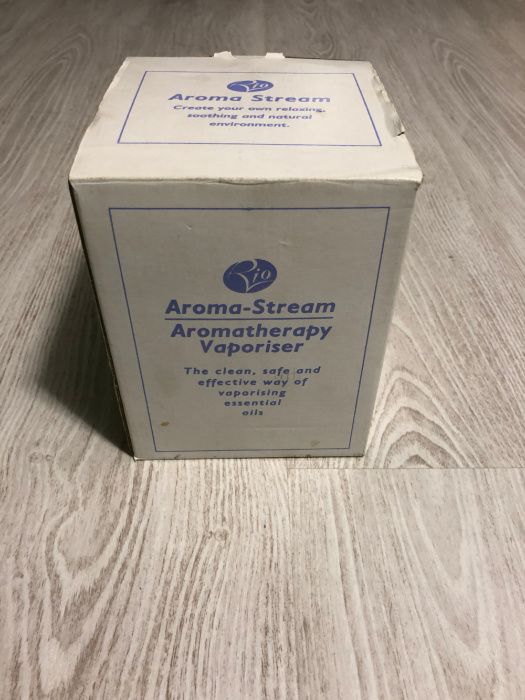 Rio
Aroma Stream
Create your own relaxing,
soothing and natural
environment.
Rio
Aroma-Stream
Aromatherapy
Vaporiser
The clean, safe and
effective way of
vaporising
essential
oils